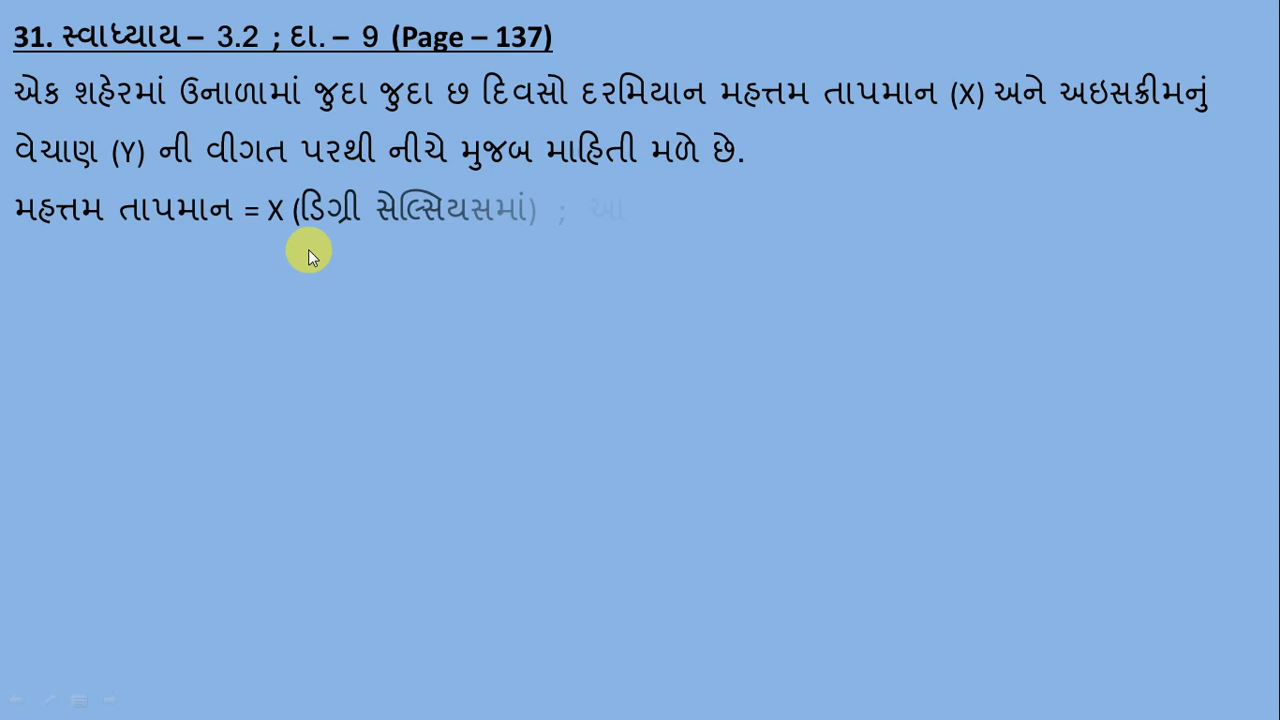 31. સ્વાધ્યાય – 3.2 ; દા. – 9 (Page – 137)
એક શહેરમાં ઉનાળામાં જુદા જુદા છ દિવસો દરમિયાન મહત્તમ તાપમાન (X) અને અઇસક્રીમનું
વેચાણ (Y) ની વીગત પરથી નીચે મુજબ માહિતી મળે છે.
મહત્તમ તાપમાન = X (ડિગ્રી સેલ્સિયસમાં) ; આ